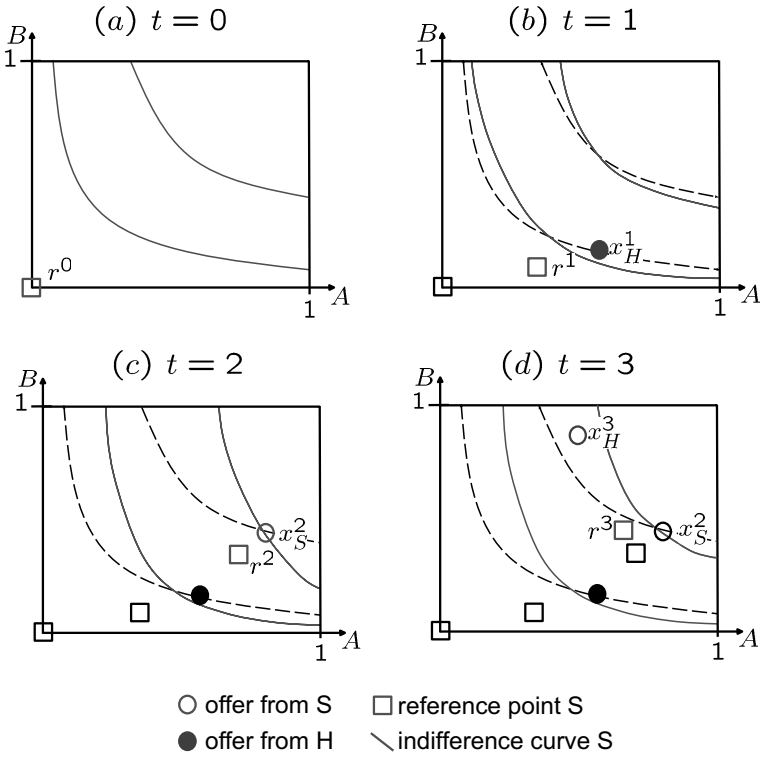 (a) t = 0
(b) t = 1
B
1
r^0
1
A
B
1
x_H^1
r^1
1
A
(c) t = 2
(d) t = 3
B
1
x_S^2
r^2
1
A
B
1
x_H^3
r^3
x_S^2
1
A
offer from S
reference point S
offer from H
indifference curve S